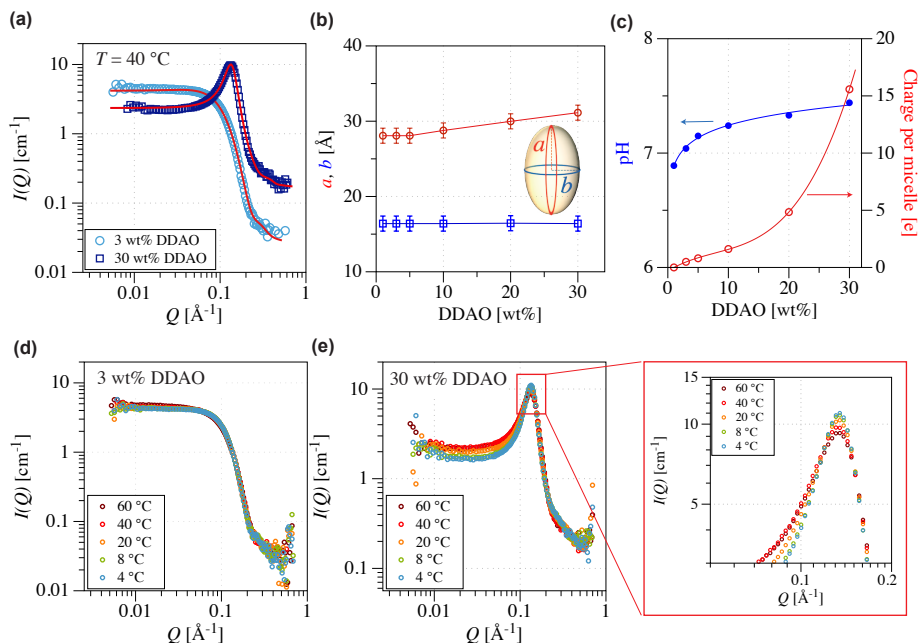 (a)
T = 40 °C
I(Q) [cm⁻¹]
10
1
0.1
0.01
3 wt% DDAO
30 wt% DDAO
0.01
0.1
1
Q [Å⁻¹]
(b)
a, b [Å]
40
35
30
25
20
15
10
a
b
0
10
20
30
DDAO [wt%]
(c)
pH
8
7
6
20
15
10
5
0
Charge per micelle [e]
0
10
20
30
DDAO [wt%]
(d)
3 wt% DDAO
I(Q) [cm⁻¹]
10
1
0.1
0.01
60 °C
40 °C
20 °C
8 °C
4 °C
0.01
0.1
1
Q [Å⁻¹]
(e)
30 wt% DDAO
I(Q) [cm⁻¹]
10
1
0.1
60 °C
40 °C
20 °C
8 °C
4 °C
0.01
0.1
1
Q [Å⁻¹]
I(Q) [cm⁻¹]
15
10
5
60 °C
40 °C
20 °C
8 °C
4 °C
0.1
0.2
Q [Å⁻¹]